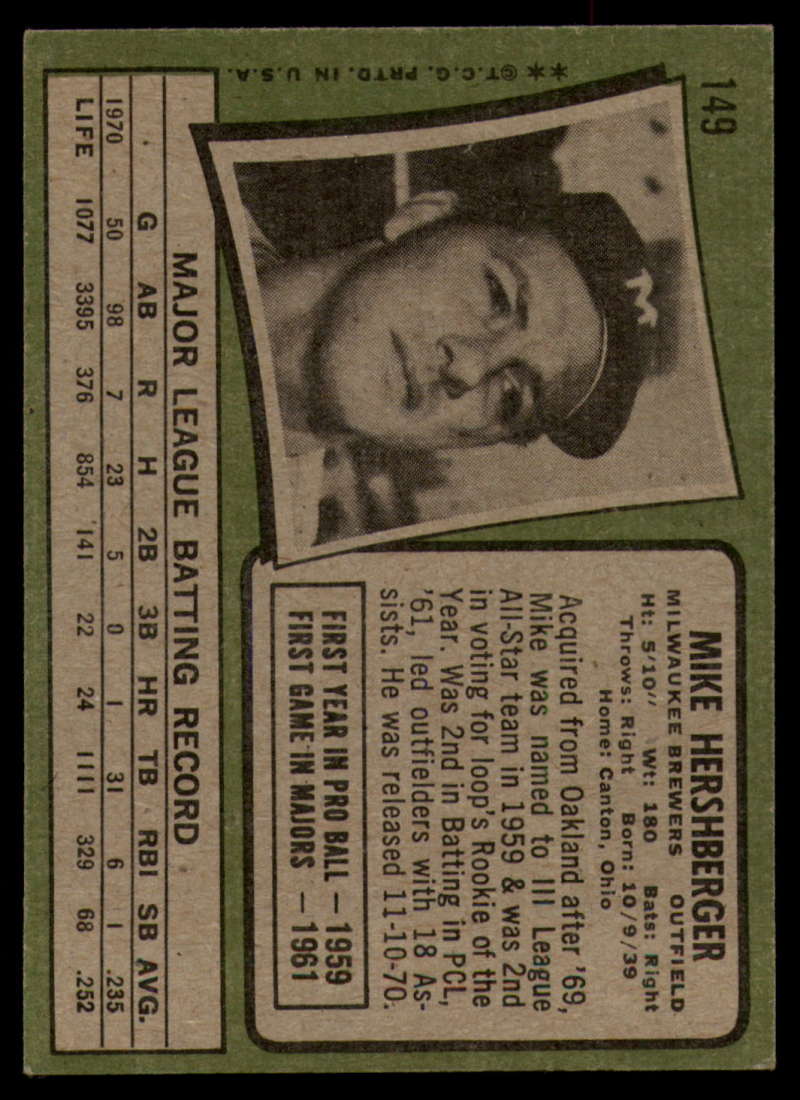 149
M
**©T.C.G. PRTD. IN U.S.A.
MIKE HERSHBERGER
MILWAUKEE BREWERS OUTFIELD
Ht: 5'10" Wt: 180 Bats: Right
Throws: Right Born: 10/9/39
Home: Canton, Ohio
Acquired from Oakland after '69,
Mike was named to III League
All-Star team in 1959 & was 2nd
in voting for loop's Rookie of the
Year. Was 2nd in Batting in PCL,
'61, led outfielders with 18 As-
sists. He was released 11-10-70.
FIRST YEAR IN PRO BALL — 1959
FIRST GAME IN MAJORS — 1961
MAJOR LEAGUE BATTING RECORD
G AB R H 2B 3B HR TB RBI SB AVG.
1970 50 98 7 23 5 0 1 31 6 1 .235
LIFE 1077 3395 376 854 141 22 24 1111 329 68 .252